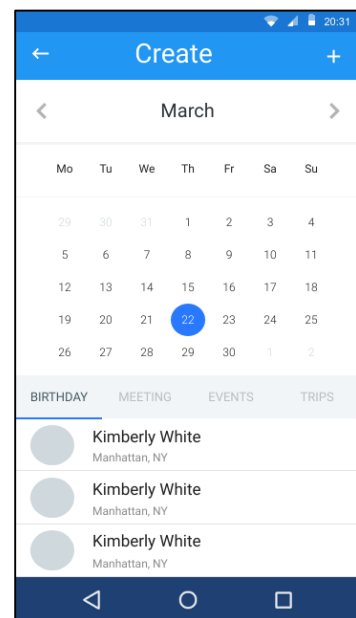 20:31
Create
March
Mo Tu We Th Fr Sa Su
29 30 31 1 2 3 4
5 6 7 8 9 10 11
12 13 14 15 16 17 18
19 20 21 22 23 24 25
26 27 28 29 30 1 2
BIRTHDAY MEETING EVENTS TRIPS
Kimberly White
Manhattan, NY
Kimberly White
Manhattan, NY
Kimberly White
Manhattan, NY